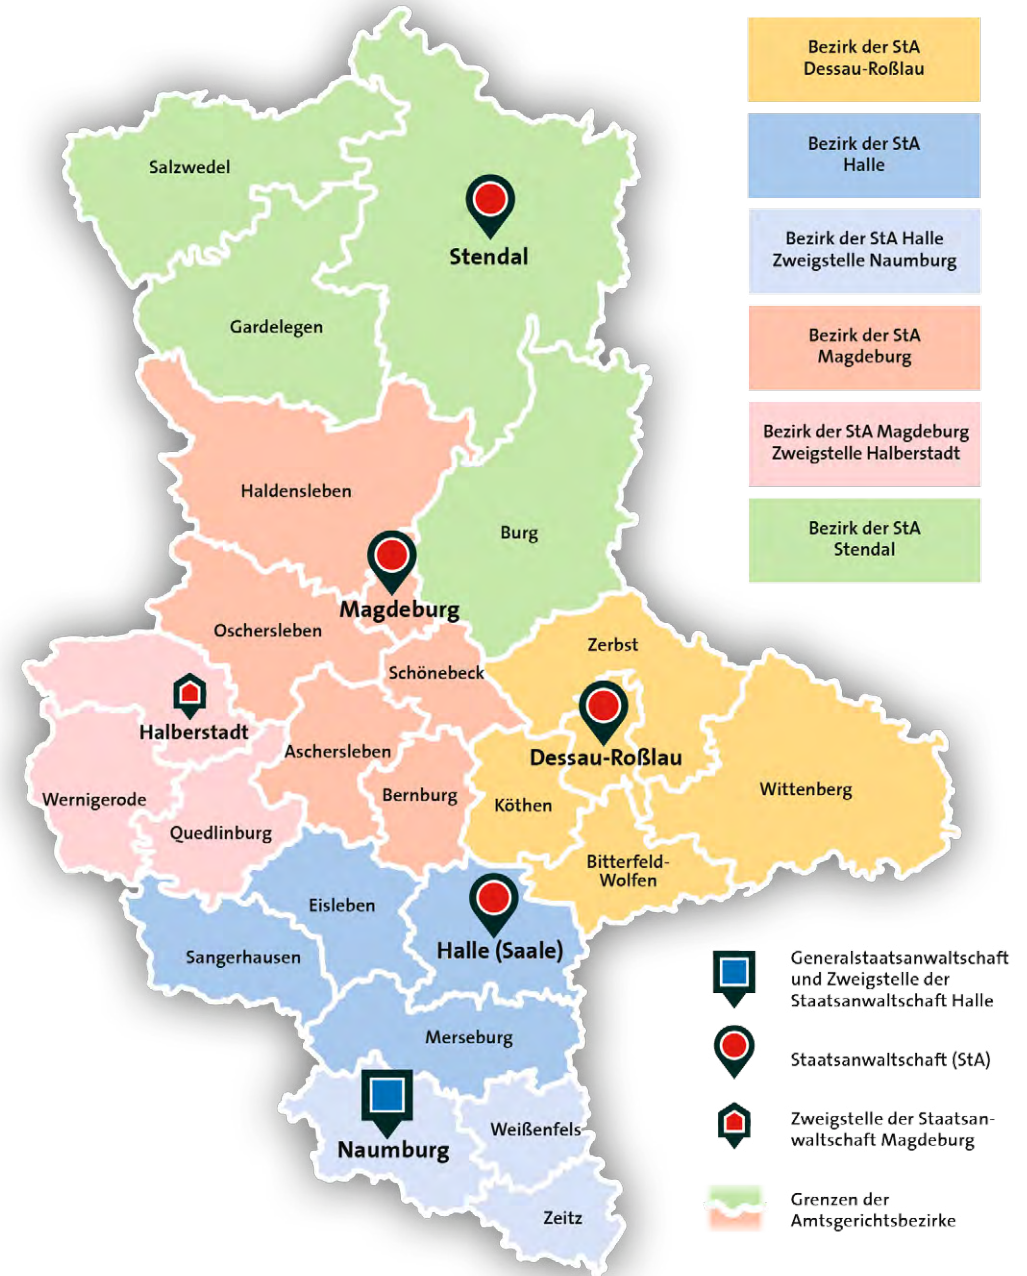 Bezirk der StA
Dessau-Roßlau
Bezirk der StA
Halle
Bezirk der StA Halle
Zweigstelle Naumburg
Bezirk der StA
Magdeburg
Bezirk der StA Magdeburg
Zweigstelle Halberstadt
Bezirk der StA
Stendal
Salzwedel
Stendal
Gardelegen
Haldensleben
Burg
Magdeburg
Oschersleben
Zerbst
Schönebeck
Halberstadt
Aschersleben
Dessau-Roßlau
Wernigerode
Bernburg
Köthen
Wittenberg
Quedlinburg
Bitterfeld-
Wolfen
Eisleben
Halle (Saale)
Sangerhausen
Merseburg
Weißenfels
Naumburg
Zeitz
Generalstaatsanwaltschaft
und Zweigstelle der
Staatsanwaltschaft Halle
Staatsanwaltschaft (StA)
Zweigstelle der Staatsan-
waltschaft Magdeburg
Grenzen der
Amtsgerichtsbezirke